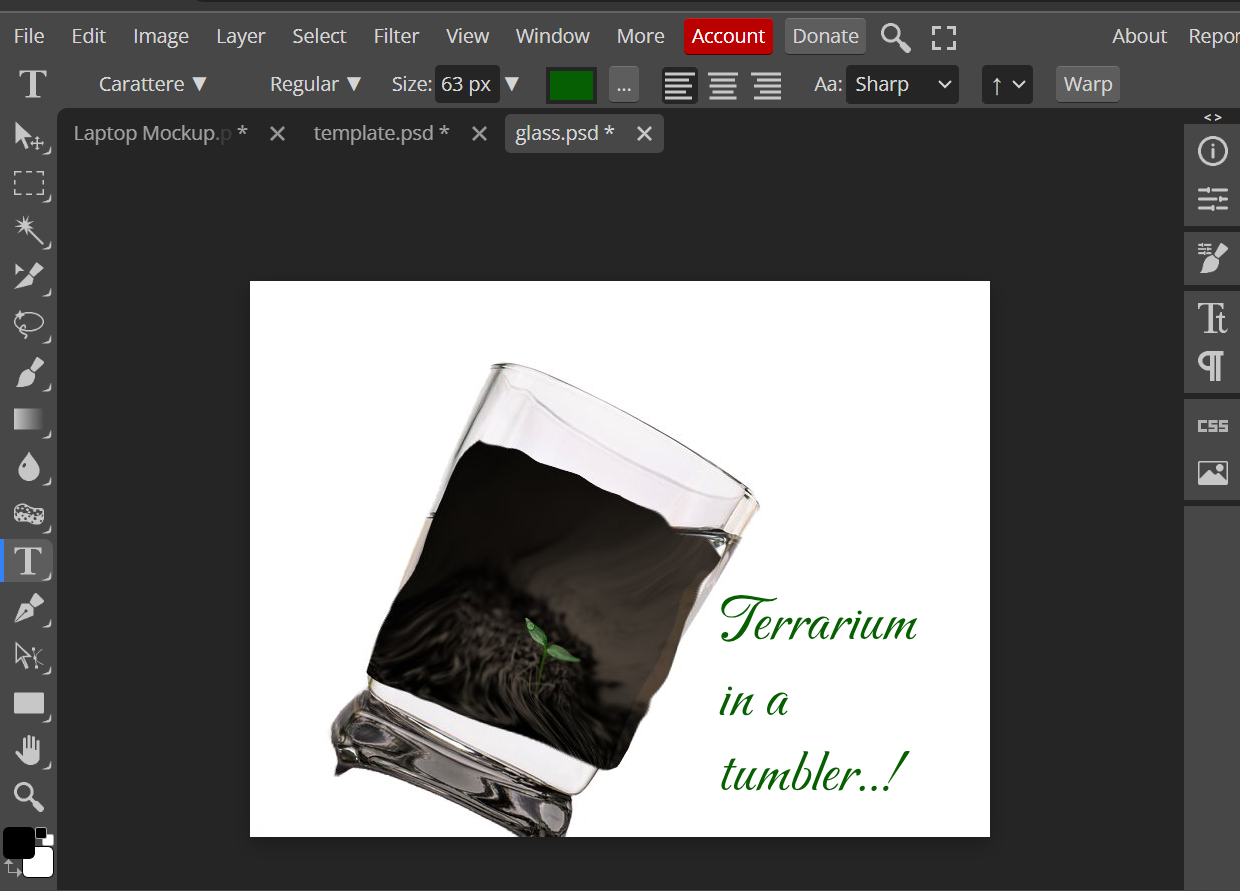 File Edit Image Layer Select Filter View Window More Account Donate About Repor
T Carattere ▼ Regular ▼ Size: 63 px ▼ ... Aa: Sharp ↑ Warp
Laptop Mockup.p * ✕ template.psd * ✕ glass.psd * ✕
< >
Tt
¶
CSS
T
Terrarium
in a
tumbler..!